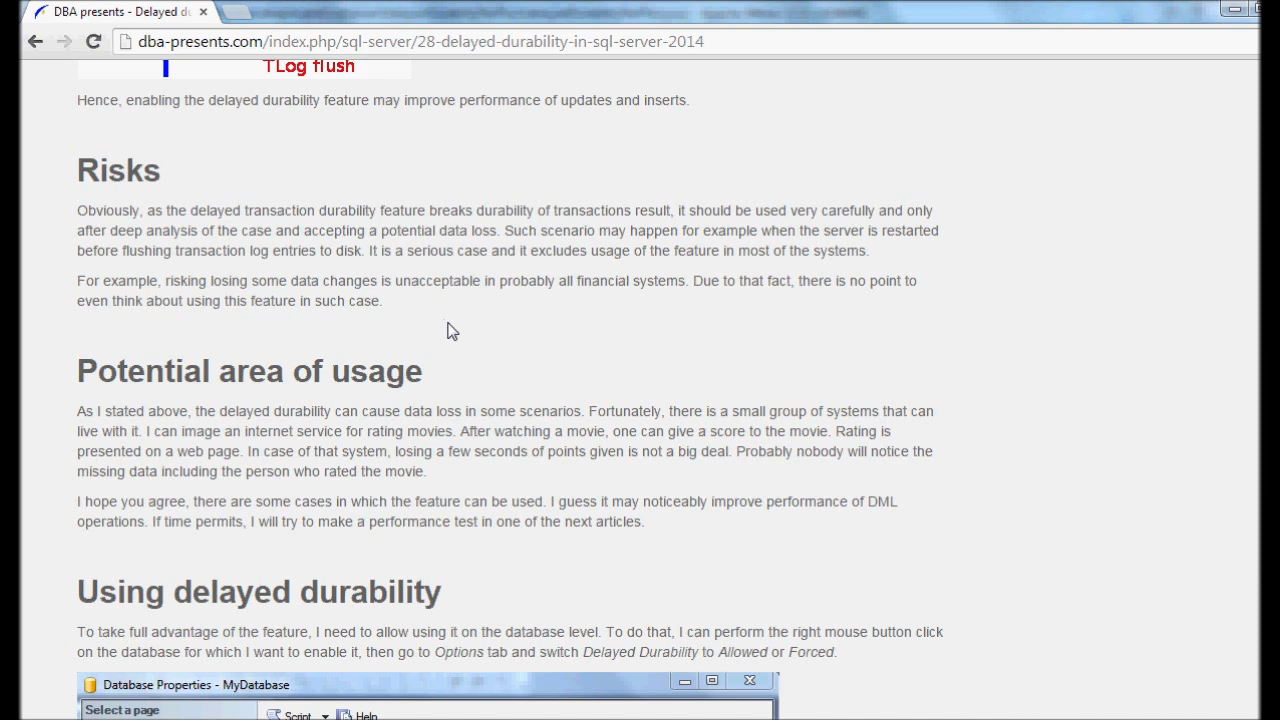 DBA presents - Delayed du
dba-presents.com/index.php/sql-server/28-delayed-durability-in-sql-server-2014
TLog flush
Hence, enabling the delayed durability feature may improve performance of updates and inserts.
Risks
Obviously, as the delayed transaction durability feature breaks durability of transactions result, it should be used very carefully and only
after deep analysis of the case and accepting a potential data loss. Such scenario may happen for example when the server is restarted
before flushing transaction log entries to disk. It is a serious case and it excludes usage of the feature in most of the systems.
For example, risking losing some data changes is unacceptable in probably all financial systems. Due to that fact, there is no point to
even think about using this feature in such case.
Potential area of usage
As I stated above, the delayed durability can cause data loss in some scenarios. Fortunately, there is a small group of systems that can
live with it. I can image an internet service for rating movies. After watching a movie, one can give a score to the movie. Rating is
presented on a web page. In case of that system, losing a few seconds of points given is not a big deal. Probably nobody will notice the
missing data including the person who rated the movie.
I hope you agree, there are some cases in which the feature can be used. I guess it may noticeably improve performance of DML
operations. If time permits, I will try to make a performance test in one of the next articles.
Using delayed durability
To take full advantage of the feature, I need to allow using it on the database level. To do that, I can perform the right mouse button click
on the database for which I want to enable it, then go to Options tab and switch Delayed Durability to Allowed or Forced.
Database Properties - MyDatabase
Select a page
Script
Help